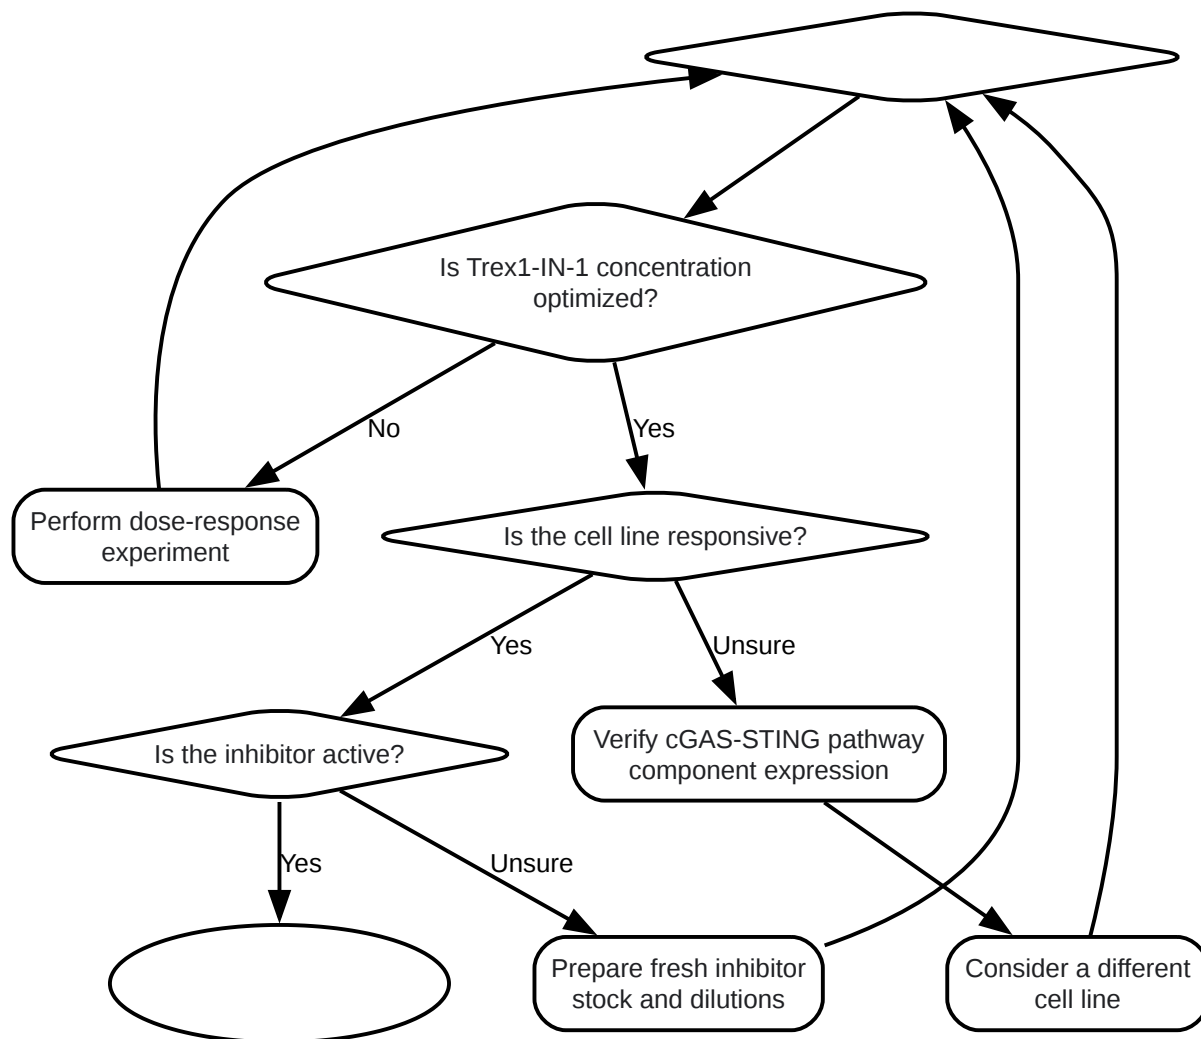 Is Trex1-IN-1 concentration
optimized?
No
Yes
Perform dose-response
experiment
Is the cell line responsive?
Yes
Unsure
Is the inhibitor active?
Verify cGAS-STING pathway
component expression
Yes
Unsure
Prepare fresh inhibitor
stock and dilutions
Consider a different
cell line